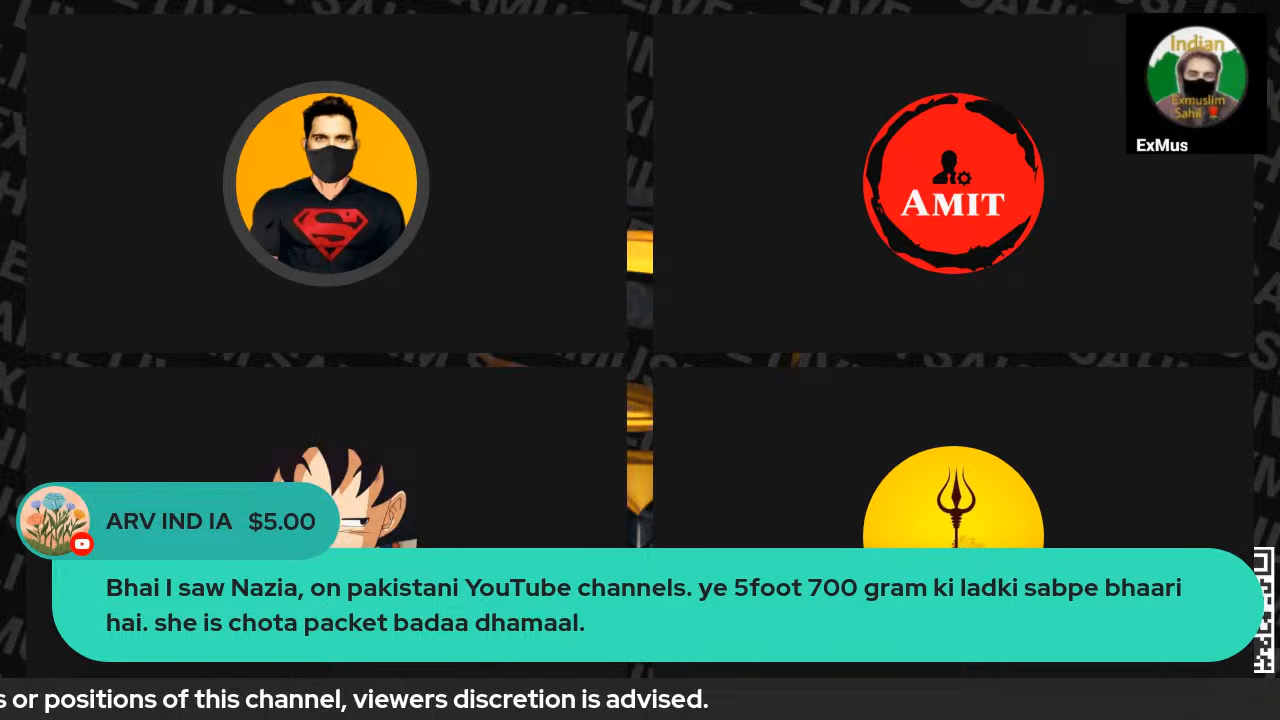 Indian
Exmuslim
Sahil
ExMus
AMIT
ARV IND IA $5.00
Bhai I saw Nazia, on pakistani YouTube channels. ye 5foot 700 gram ki ladki sabpe bhaari
hai. she is chota packet badaa dhamaal.
s or positions of this channel, viewers discretion is advised.